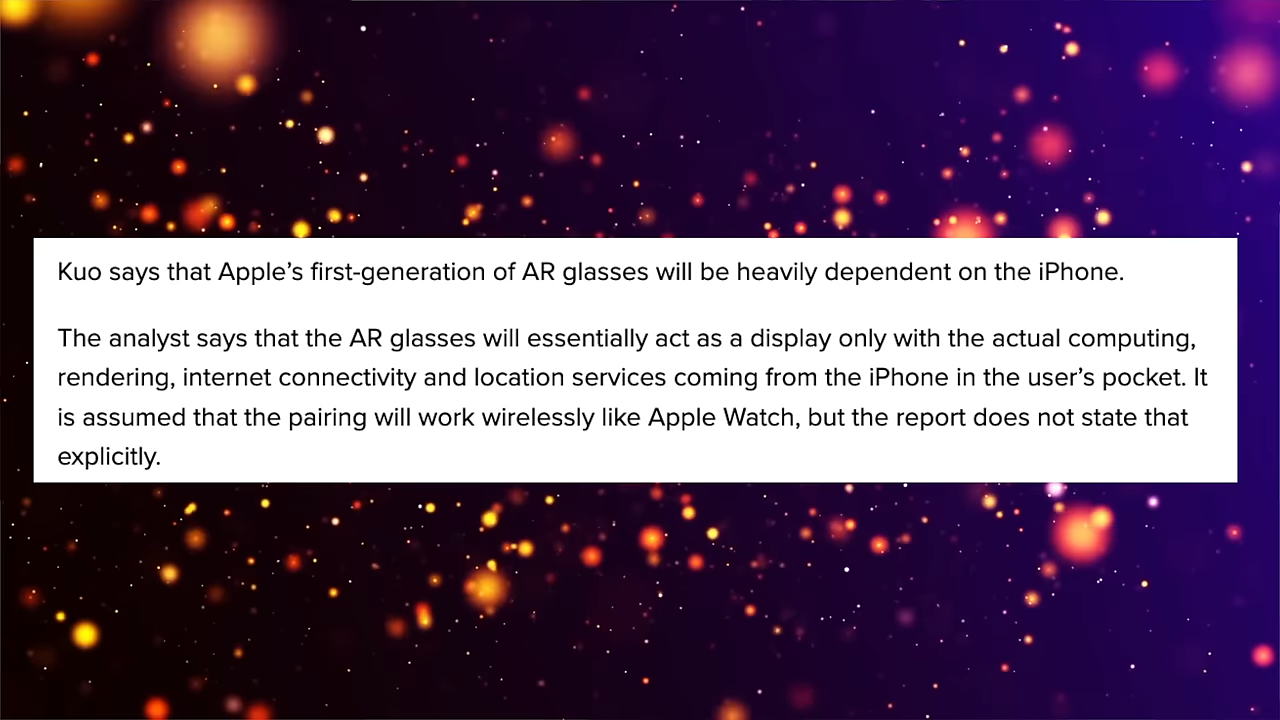 Kuo says that Apple’s first-generation of AR glasses will be heavily dependent on the iPhone.
The analyst says that the AR glasses will essentially act as a display only with the actual computing,
rendering, internet connectivity and location services coming from the iPhone in the user’s pocket. It
is assumed that the pairing will work wirelessly like Apple Watch, but the report does not state that
explicitly.